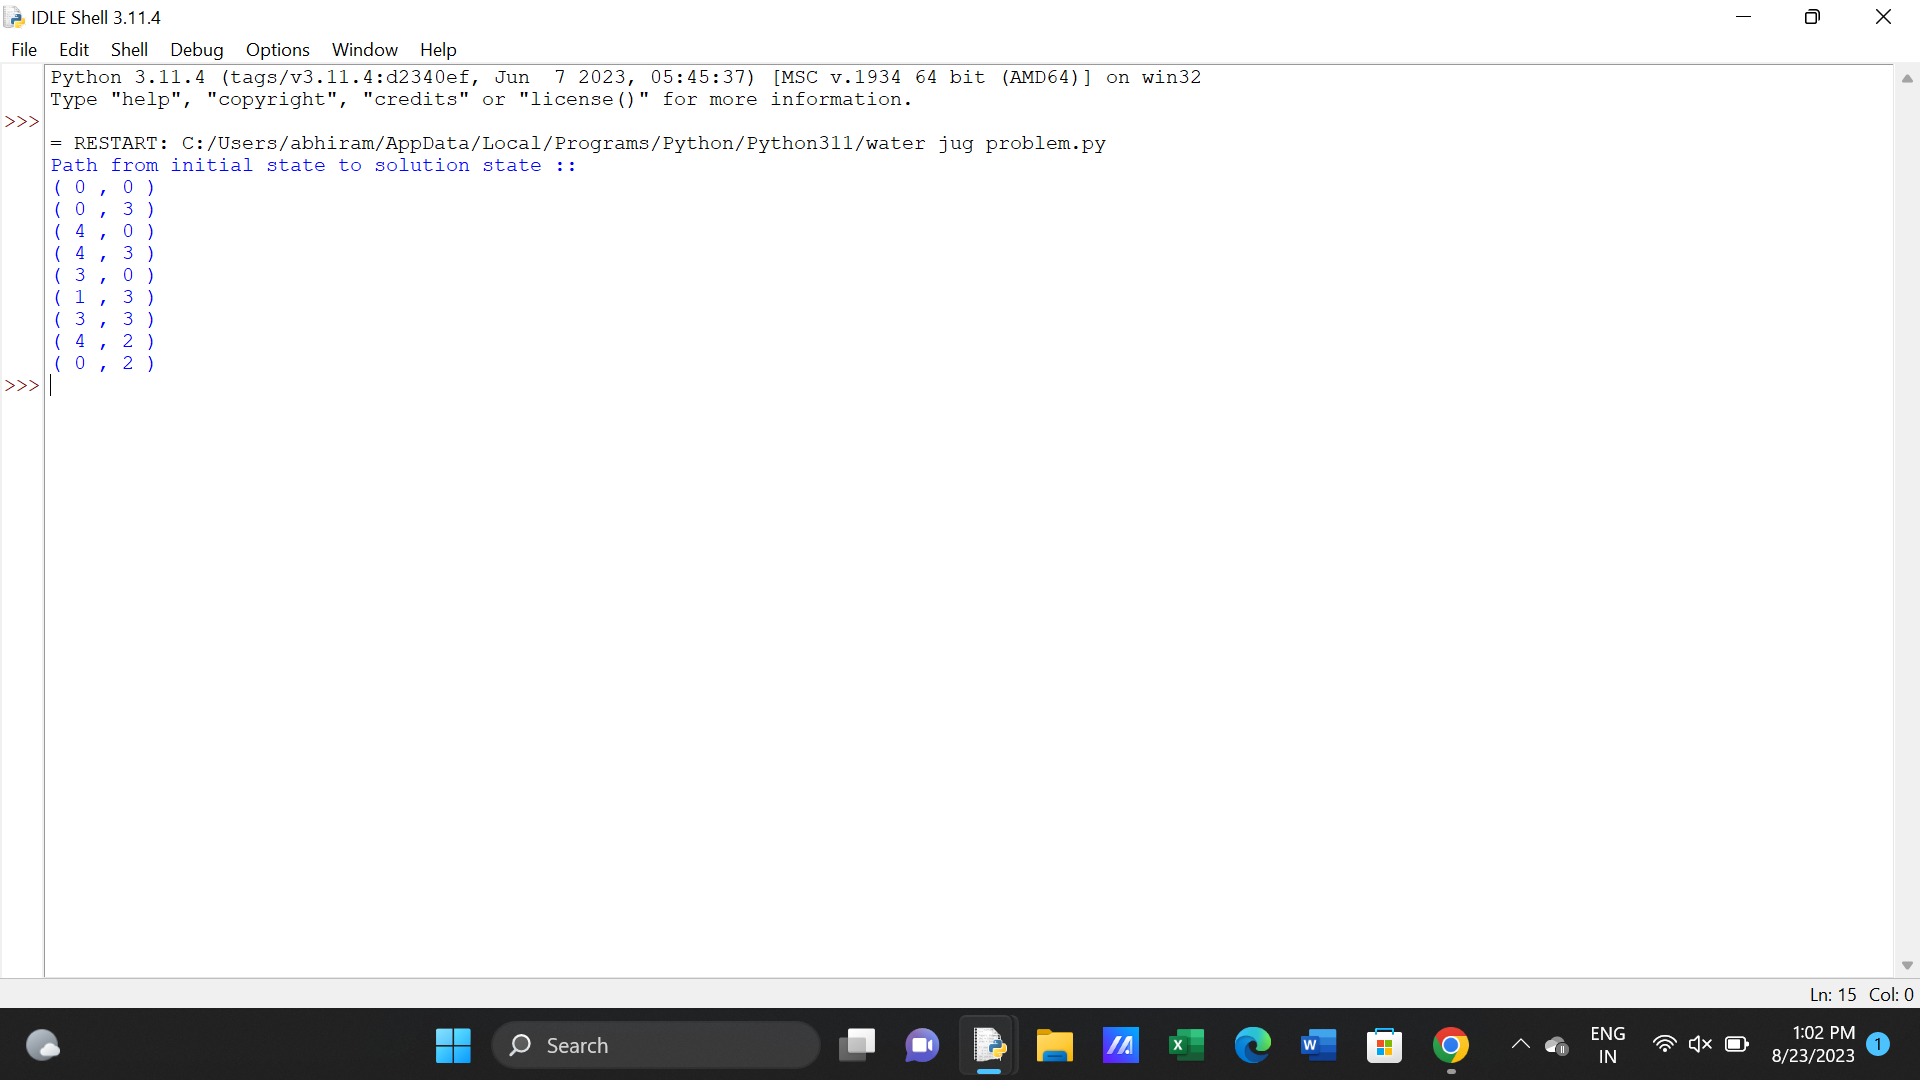 IDLE Shell 3.11.4
File Edit Shell Debug Options Window Help
Python 3.11.4 (tags/v3.11.4:d2340ef, Jun  7 2023, 05:45:37) [MSC v.1934 64 bit (AMD64)] on win32
Type "help", "copyright", "credits" or "license()" for more information.
>>>
= RESTART: C:/Users/abhiram/AppData/Local/Programs/Python/Python311/water jug problem.py
Path from initial state to solution state ::
( 0 , 0 )
( 0 , 3 )
( 4 , 0 )
( 4 , 3 )
( 3 , 0 )
( 1 , 3 )
( 3 , 3 )
( 4 , 2 )
( 0 , 2 )
>>>
Ln: 15 Col: 0
Search
ENG
IN
1:02 PM
8/23/2023
1